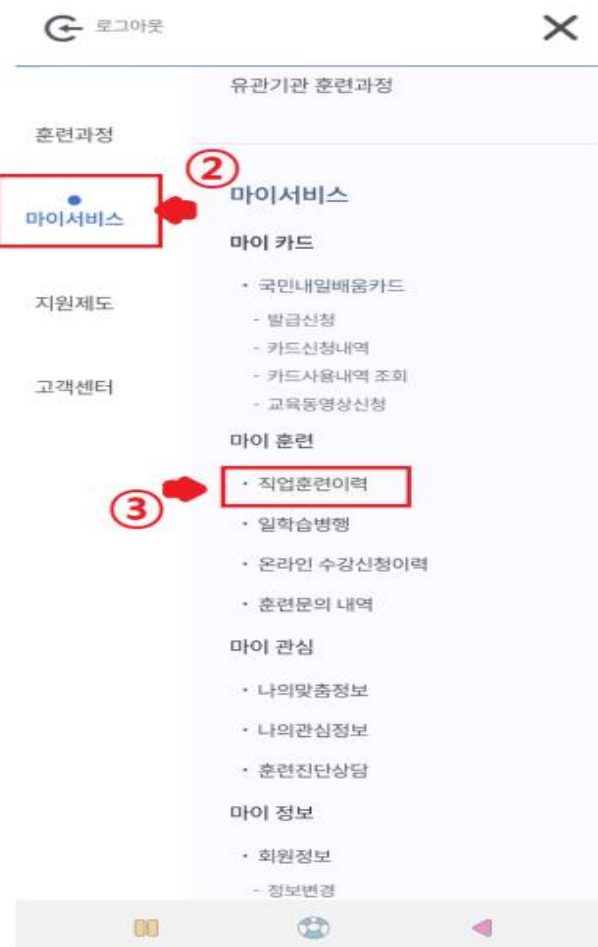 로그아웃
유관기관 훈련과정
훈련과정
②
마이서비스
마이서비스
마이 카드
· 국민내일배움카드
- 발급신청
지원제도
- 카드신청내역
- 카드사용내역 조회
고객센터
- 교육동영상신청
마이 훈련
③
· 직업훈련이력
· 일학습병행
· 온라인 수강신청이력
· 훈련문의 내역
마이 관심
· 나의맞춤정보
· 나의관심정보
· 훈련진단상담
마이 정보
· 회원정보
- 정보변경